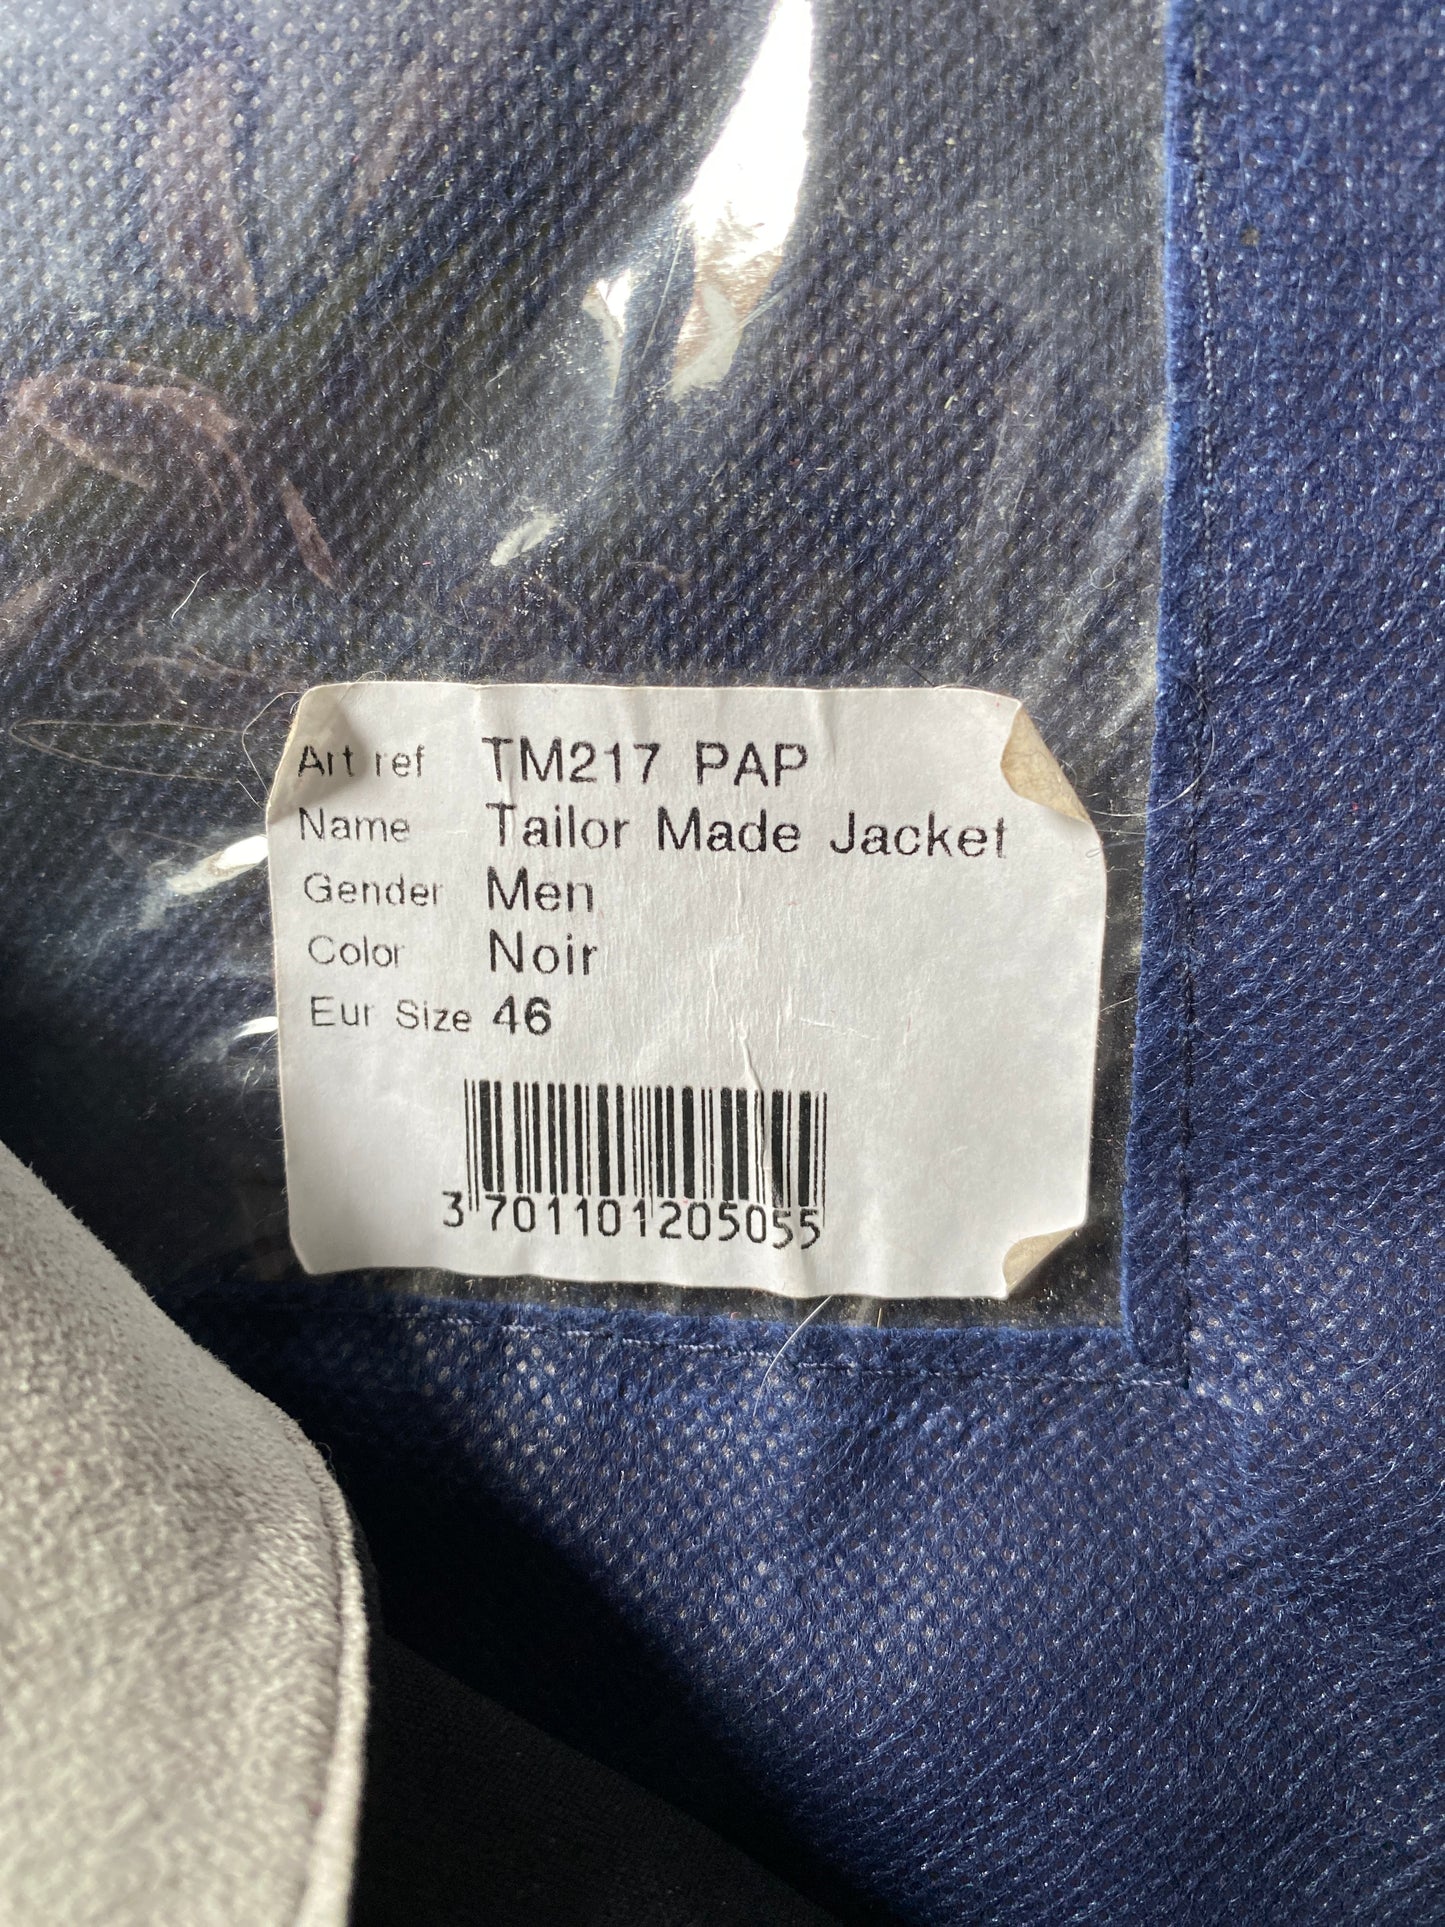 Art ref TM217 PAP
Name Tailor Made Jacket
Gender Men
Color Noir
Eur Size 46
3 701101 205055